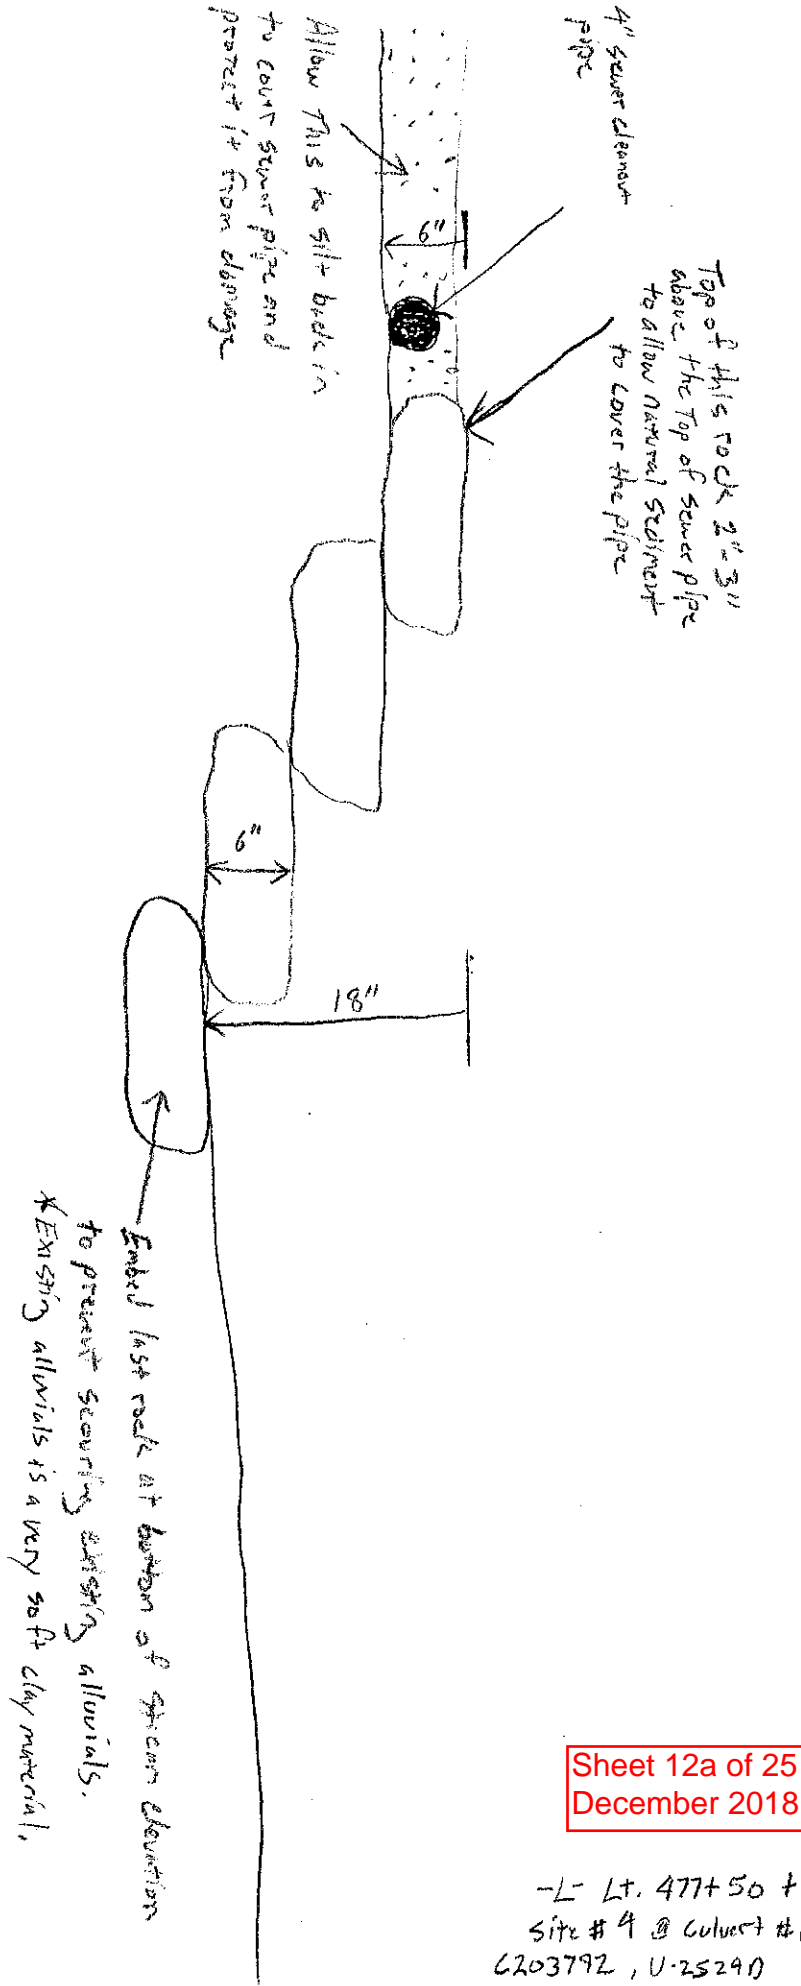 4" sewer cleanout
pipe
Top of this rock 2"-3"
above the Top of sewer pipe
to allow natural sediment
to cover the pipe
6"
Allow This to silt back in
to cover sewer pipe and
protect it from damage
6"
18"
Embed last rock at bottom of stream elevation
to prevent scouring existing alluvials.
* Existing alluvials is a very soft clay material.
Sheet 12a of 25
December 2018
-L- Lt. 477+50 +
Site # 4 @ Culvert #
C203792, U-2529D